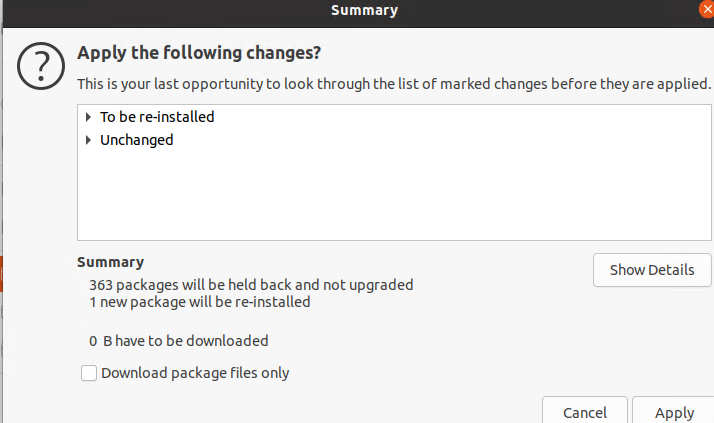 Summary
Apply the following changes?
This is your last opportunity to look through the list of marked changes before they are applied.
To be re-installed
Unchanged
Summary
363 packages will be held back and not upgraded
1 new package will be re-installed
0 B have to be downloaded
Show Details
Download package files only
Cancel
Apply